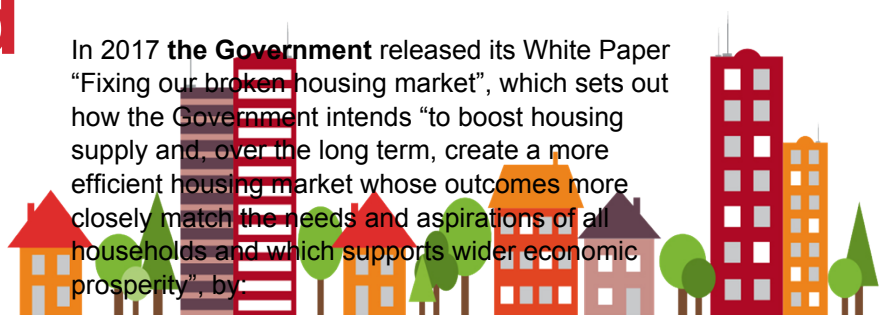 In 2017 the Government released its White Paper
“Fixing our broken housing market”, which sets out
how the Government intends “to boost housing
supply and, over the long term, create a more
efficient housing market whose outcomes more
closely match the needs and aspirations of all
households and which supports wider economic
prosperity”, by: